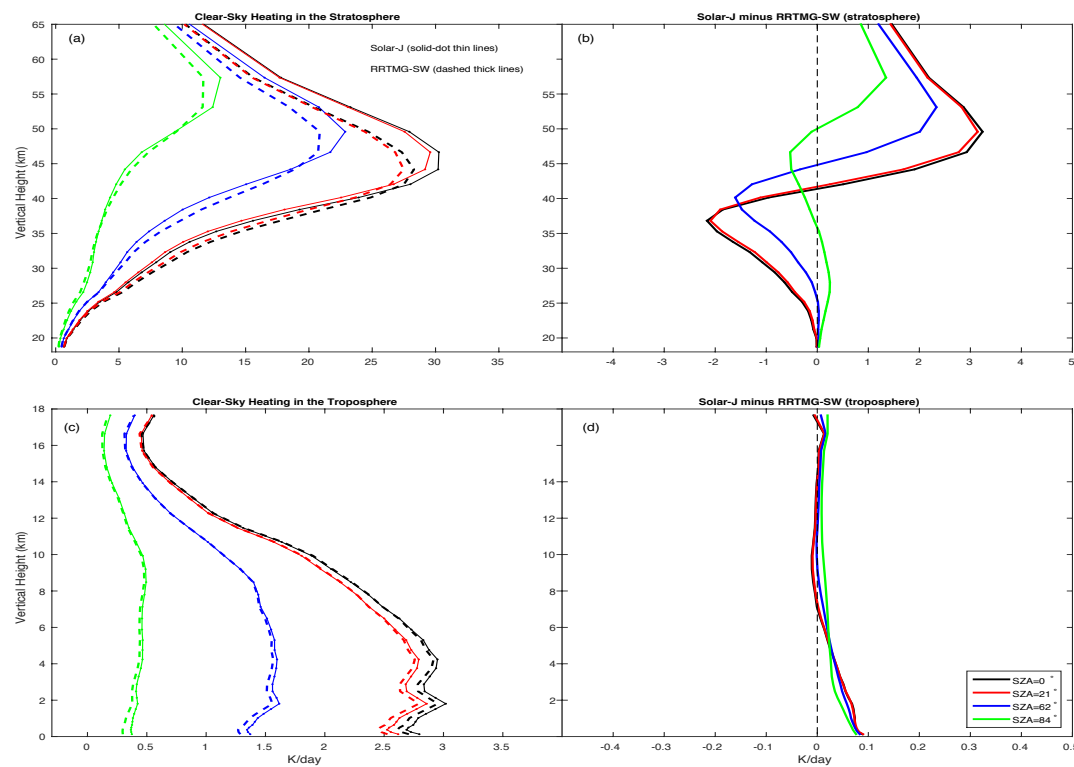 Clear-Sky Heating in the Stratosphere
Solar-J minus RRTMG-SW (stratosphere)
(a)
Solar-J (solid-dot thin lines)
RRTMG-SW (dashed thick lines)
(b)
Vertical Height (km)
65
60
55
50
45
40
35
30
25
20
0 5 10 15 20 25 30 35
-4 -3 -2 -1 0 1 2 3 4 5
Clear-Sky Heating in the Troposphere
Solar-J minus RRTMG-SW (troposphere)
(c)
(d)
Vertical Height (km)
18
16
14
12
10
8
6
4
2
0
SZA=0 °
SZA=21 °
SZA=62 °
SZA=84 °
0 0.5 1 1.5 2 2.5 3 3.5
-0.4 -0.3 -0.2 -0.1 0 0.1 0.2 0.3 0.4 0.5
K/day
K/day